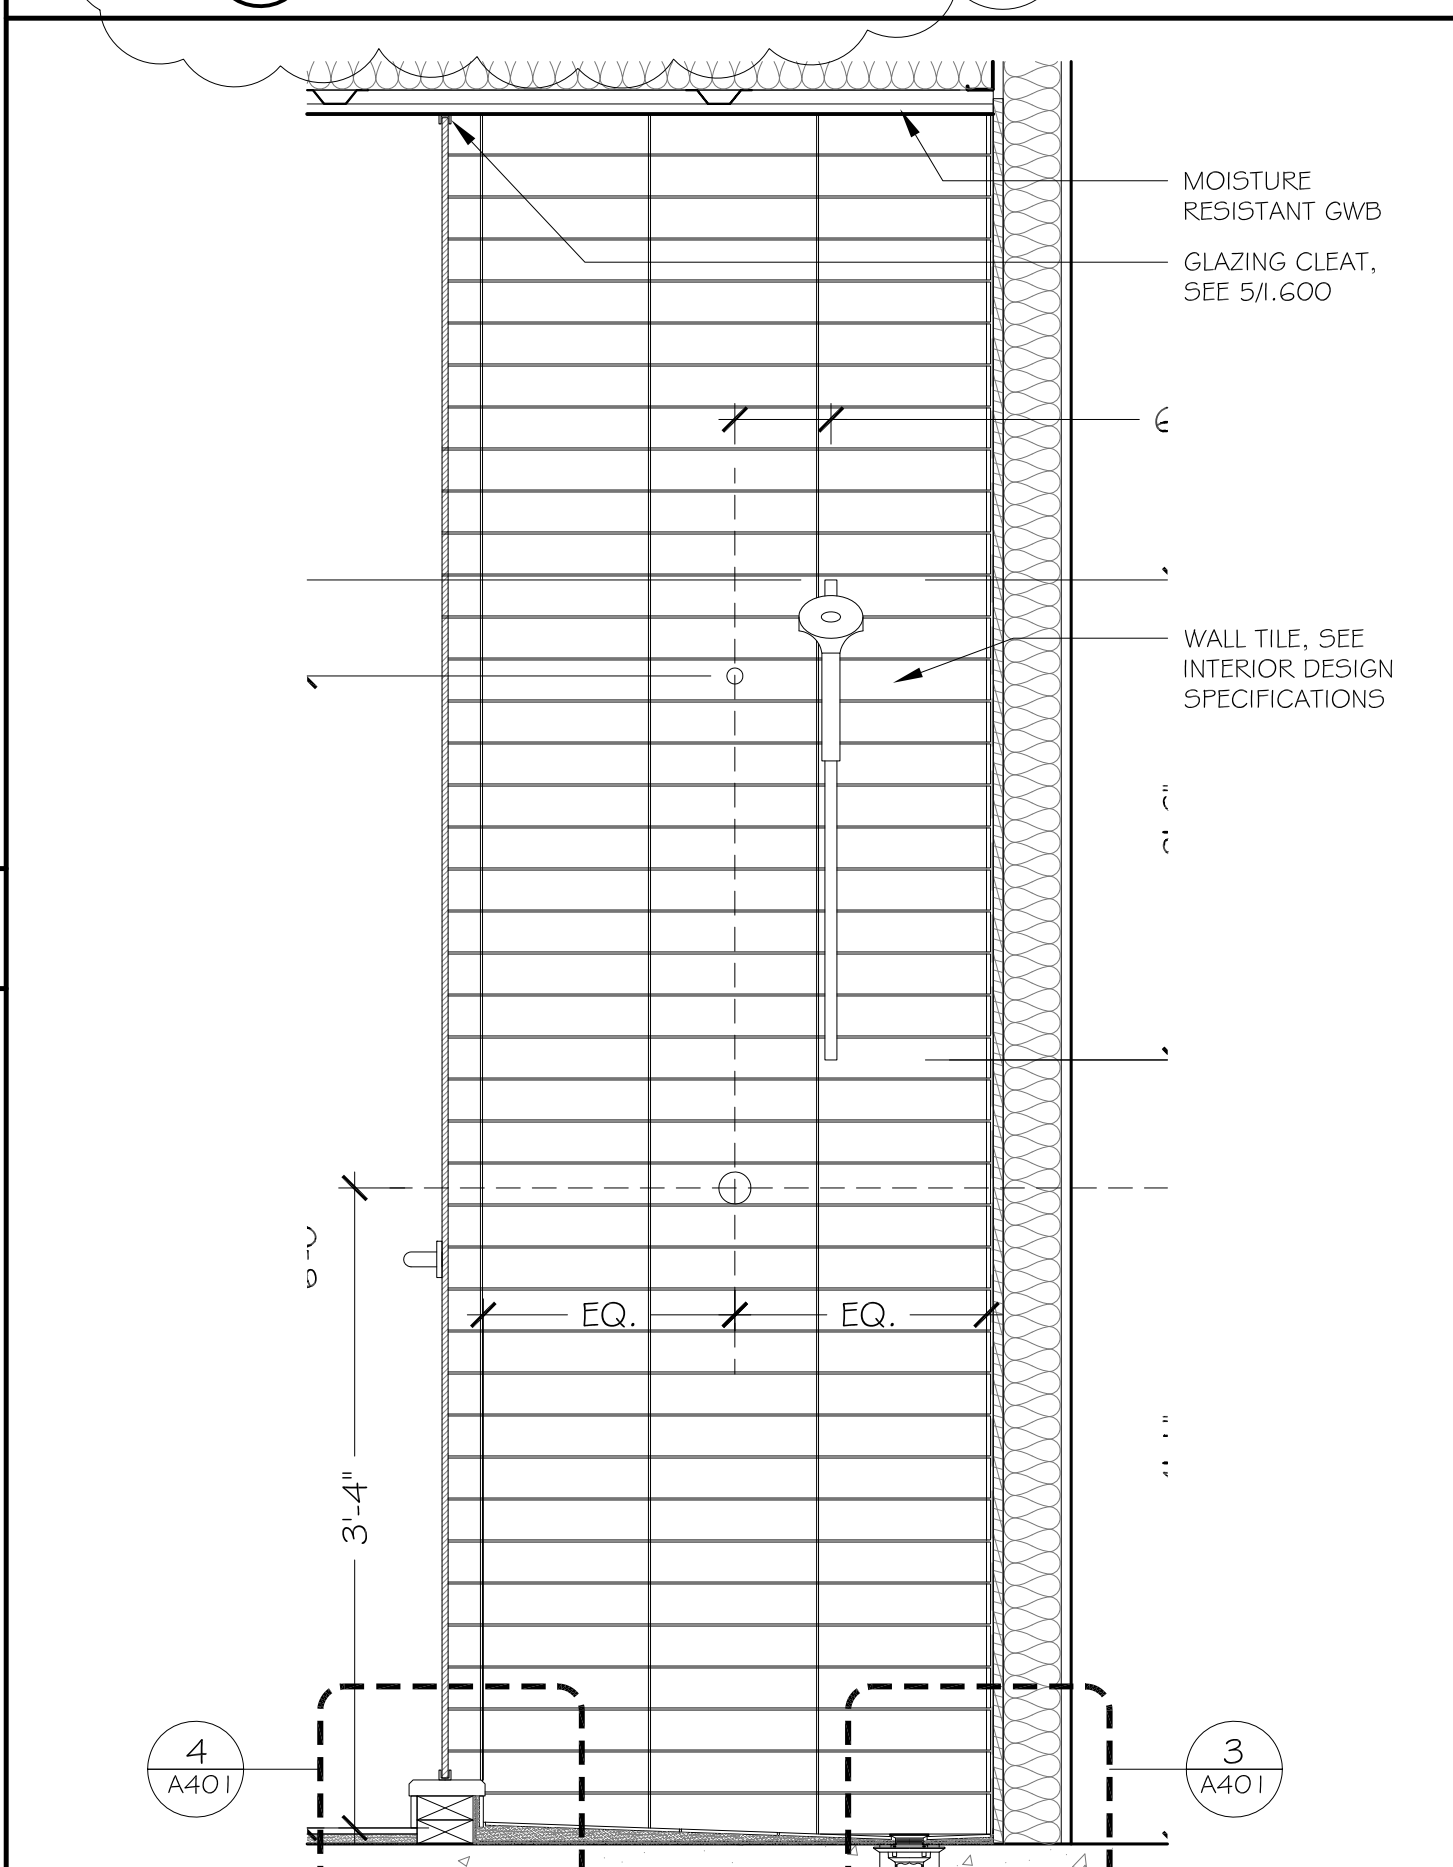 MOISTURE
RESISTANT GWB
GLAZING CLEAT,
SEE 5/1.600
WALL TILE, SEE
INTERIOR DESIGN
SPECIFICATIONS
EQ.
EQ.
3'-4"
4
A401
3
A401